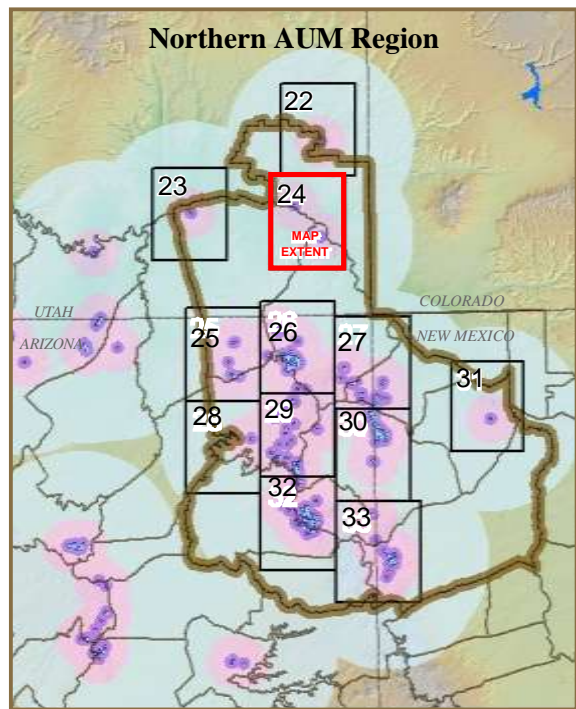 Northern AUM Region
22
23
24
MAP
EXTENT
UTAH
COLORADO
ARIZONA
NEW MEXICO
25
26
27
31
28
29
30
32
33